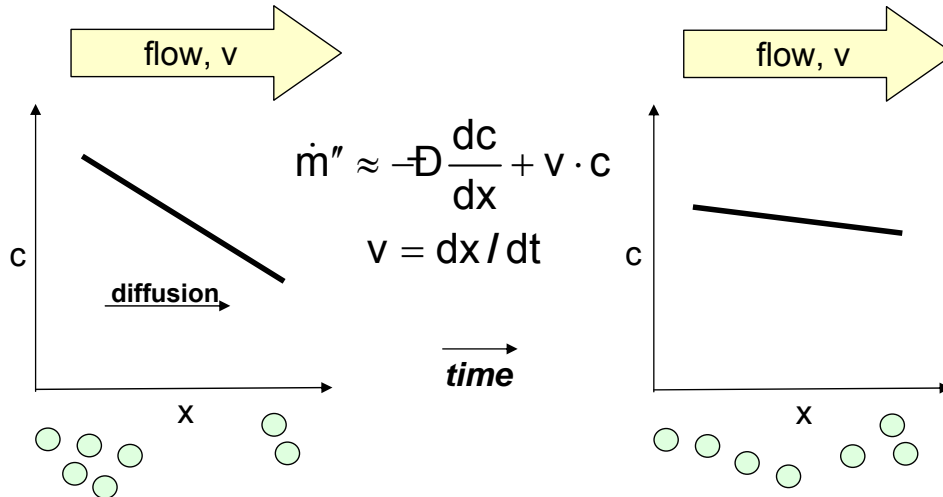 flow, v
flow, v
ṁ″ ≈ −Ð dc/dx + v · c
v = dx / dt
c
diffusion
x
time
c
x